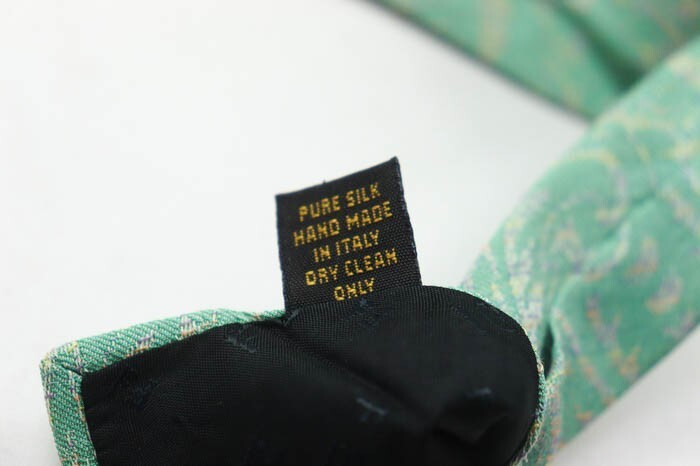 PURE SILK
HAND MADE
IN ITALY
DRY CLEAN
ONLY